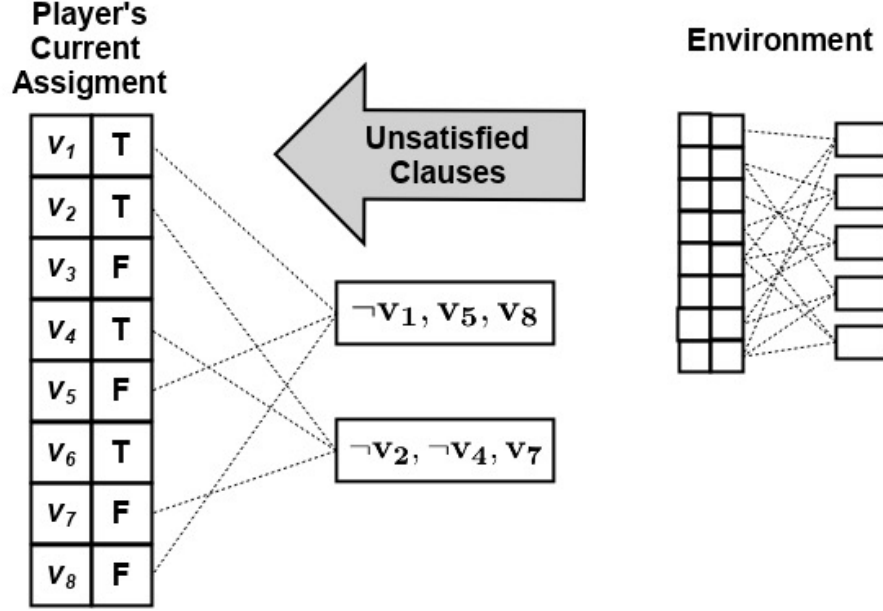 Player's
Current
Assigment
Environment
Unsatisfied
Clauses
v₁ T
v₂ T
v₃ F
v₄ T
v₅ F
v₆ T
v₇ F
v₈ F
¬v₁, v₅, v₈
¬v₂, ¬v₄, v₇